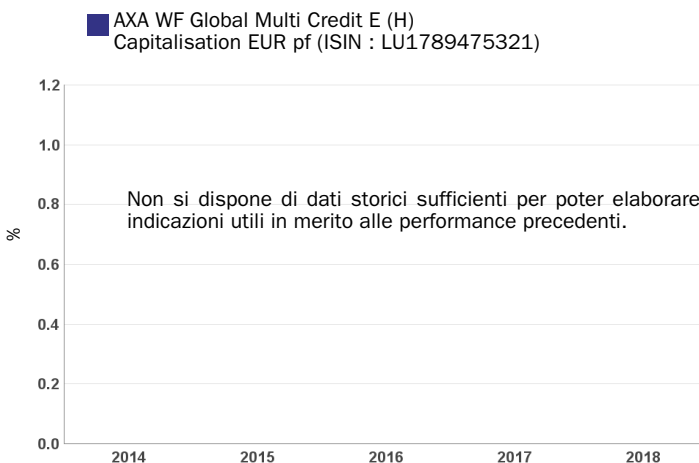 AXA WF Global Multi Credit E (H)
Capitalisation EUR pf (ISIN : LU1789475321)
1.2
1.0
0.8
0.6
0.4
0.2
0.0
%
Non si dispone di dati storici sufficienti per poter elaborare
indicazioni utili in merito alle performance precedenti.
2014 2015 2016 2017 2018